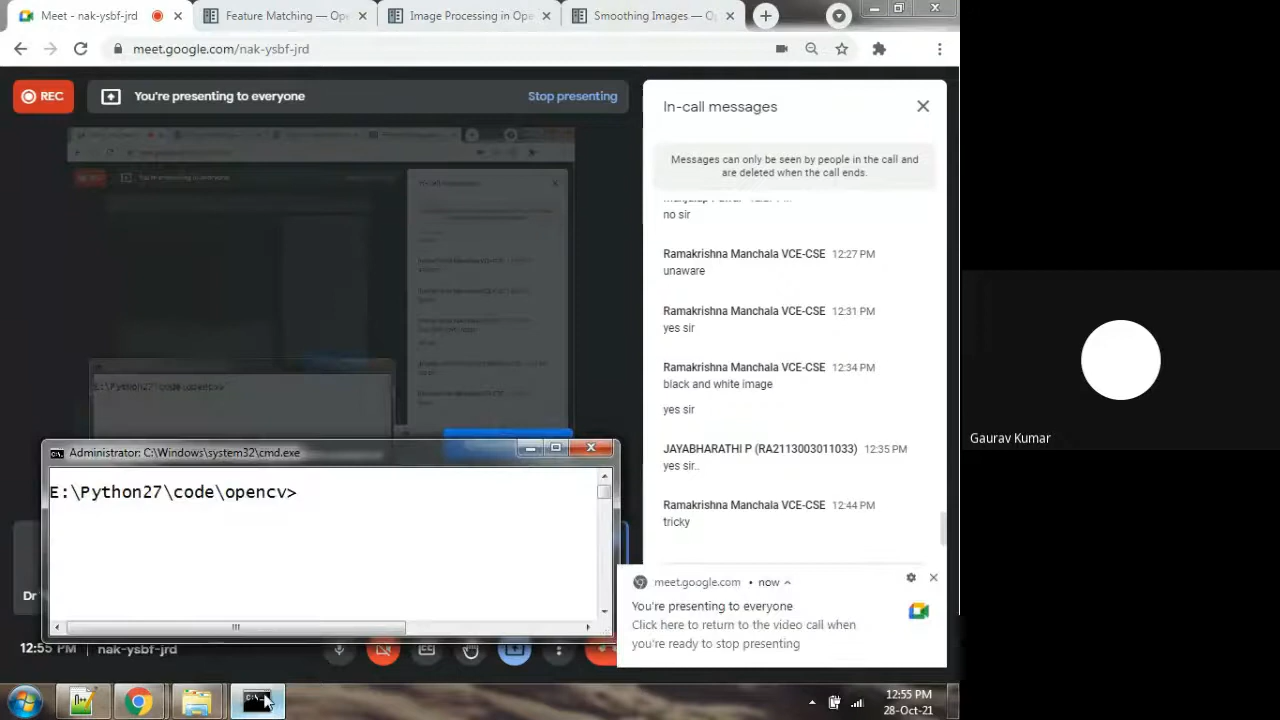 Meet - nak-ysbf-jrd
Feature Matching — Ope
Image Processing in Open
Smoothing Images — O
meet.google.com/nak-ysbf-jrd
REC
You're presenting to everyone
Stop presenting
In-call messages
Messages can only be seen by people in the call and
are deleted when the call ends.
no sir
Ramakrishna Manchala VCE-CSE 12:27 PM
unaware
Ramakrishna Manchala VCE-CSE 12:31 PM
yes sir
Ramakrishna Manchala VCE-CSE 12:34 PM
black and white image
yes sir
JAYABHARATHI P (RA2113003011033) 12:35 PM
yes sir..
Ramakrishna Manchala VCE-CSE 12:44 PM
tricky
E:\Python27\code\opencv>
Administrator: C:\Windows\system32\cmd.exe
E:\Python27\code\opencv>
Dr
meet.google.com • now
You're presenting to everyone
Click here to return to the video call when
you're ready to stop presenting
12:55 PM
nak-ysbf-jrd
12:55 PM
28-Oct-21
Gaurav Kumar